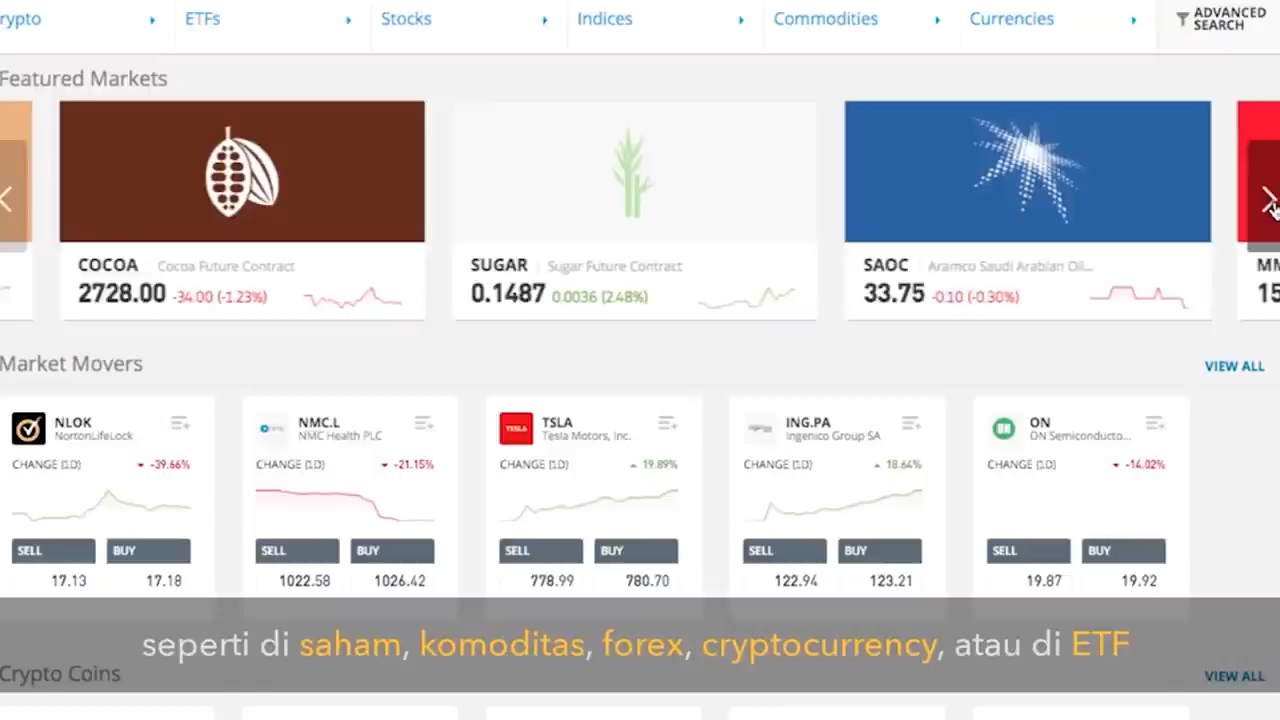 rypto ETFs Stocks Indices Commodities Currencies ADVANCED SEARCH
Featured Markets
COCOA Cocoa Future Contract
2728.00 -34.00 (-1.23%)
SUGAR Sugar Future Contract
0.1487 0.0036 (2.48%)
SAOC Aramco Saudi Arabian Oil...
33.75 -0.10 (-0.30%)
MM
15
Market Movers VIEW ALL
NLOK
NortonLifeLock
CHANGE (1D) -39.66%
SELL BUY
17.13 17.18
NMC.L
NMC Health PLC
CHANGE (1D) -21.15%
SELL BUY
1022.58 1026.42
TESLA
TSLA
Tesla Motors, Inc.
CHANGE (1D) 19.89%
SELL BUY
778.99 780.70
ING.PA
Ingenico Group SA
CHANGE (1D) 18.64%
SELL BUY
122.94 123.21
ON
ON Semiconducto...
CHANGE (1D) -14.02%
SELL BUY
19.87 19.92
seperti di saham, komoditas, forex, cryptocurrency, atau di ETF
Crypto Coins VIEW ALL